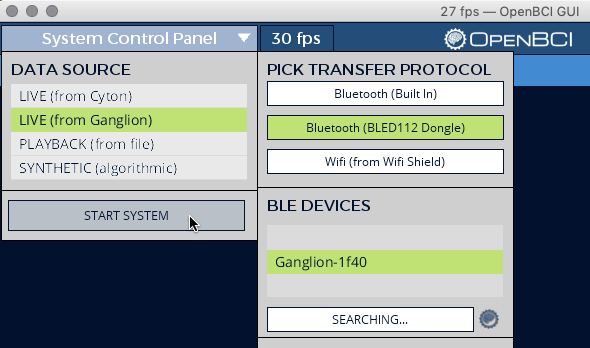 27 fps — OpenBCI GUI
System Control Panel
30 fps
OPENBCI
DATA SOURCE
LIVE (from Cyton)
LIVE (from Ganglion)
PLAYBACK (from file)
SYNTHETIC (algorithmic)
START SYSTEM
PICK TRANSFER PROTOCOL
Bluetooth (Built In)
Bluetooth (BLED112 Dongle)
Wifi (from Wifi Shield)
BLE DEVICES
Ganglion-1f40
SEARCHING...